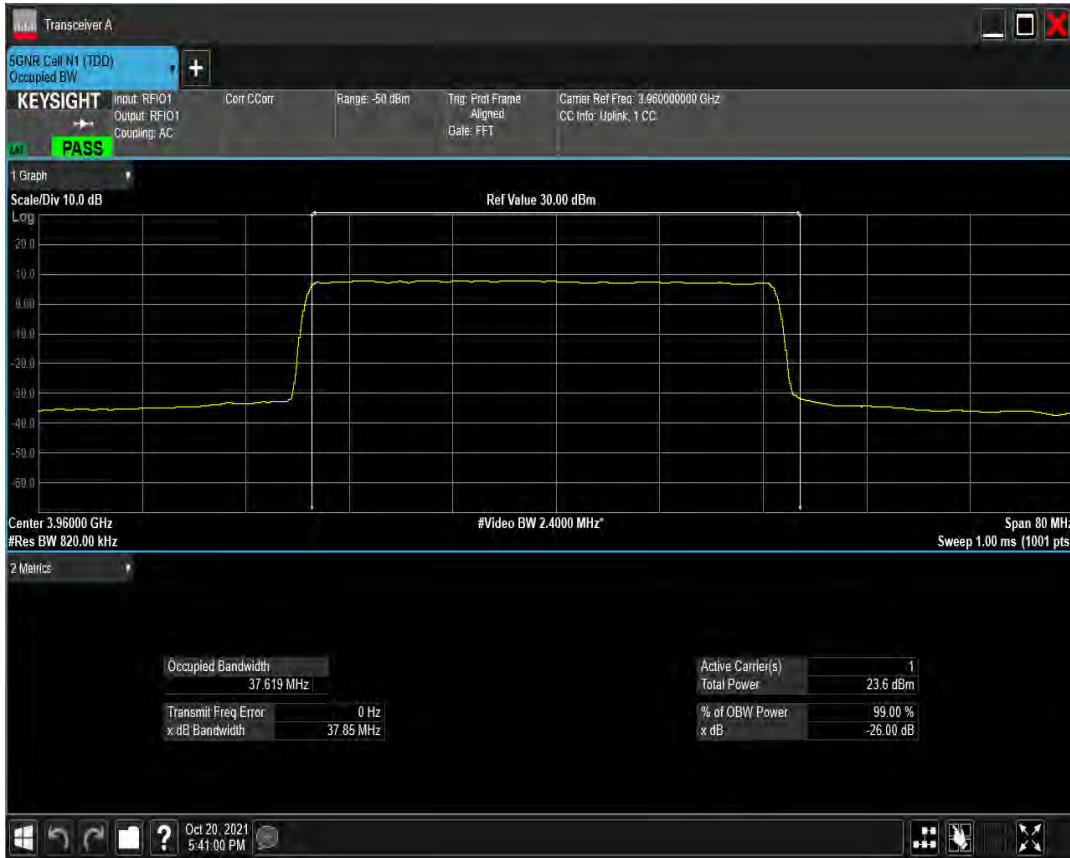 Transceiver A
5GNR Cell N1 (TDD)
Occupied BW
+
KEYSIGHT
Input: RFIO1
Output: RFIO1
Coupling: AC
Corr CCorr
Range: -50 dBm
Trig: Prot Frame
Aligned
Gate: FFT
Carrier Ref Freq: 3.960000000 GHz
CC Info: Uplink, 1 CC
PASS
1 Graph
Scale/Div 10.0 dB
Ref Value 30.00 dBm
Log
20.0
10.0
0.00
-10.0
-20.0
-30.0
-40.0
-50.0
-60.0
Center 3.96000 GHz
#Video BW 2.4000 MHz*
Span 80 MHz
#Res BW 820.00 kHz
Sweep 1.00 ms (1001 pts
2 Metrics
Occupied Bandwidth
37.619 MHz
Transmit Freq Error 0 Hz
x dB Bandwidth 37.85 MHz
Active Carrier(s) 1
Total Power 23.6 dBm
% of OBW Power 99.00 %
x dB -26.00 dB
?
Oct 20, 2021
5:41:00 PM